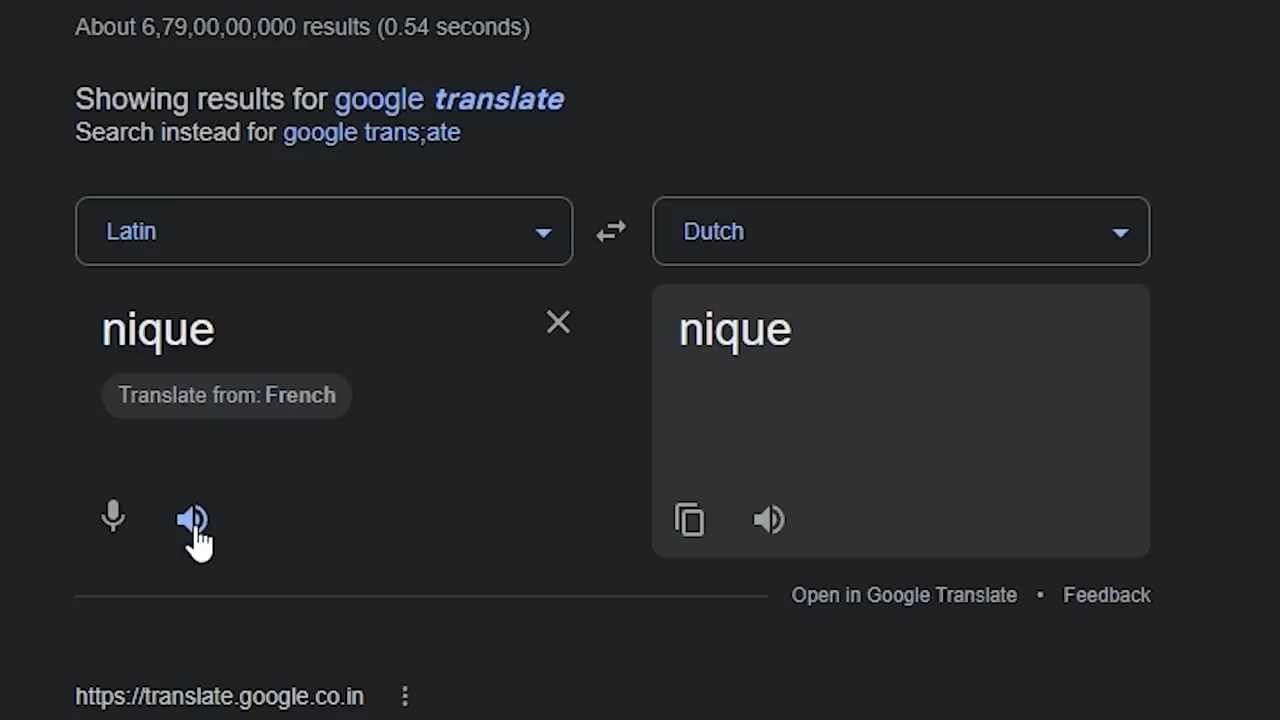 About 6,79,00,00,000 results (0.54 seconds)
Showing results for google translate
Search instead for google trans;ate
Latin
Dutch
nique
nique
Translate from: French
Open in Google Translate • Feedback
https://translate.google.co.in